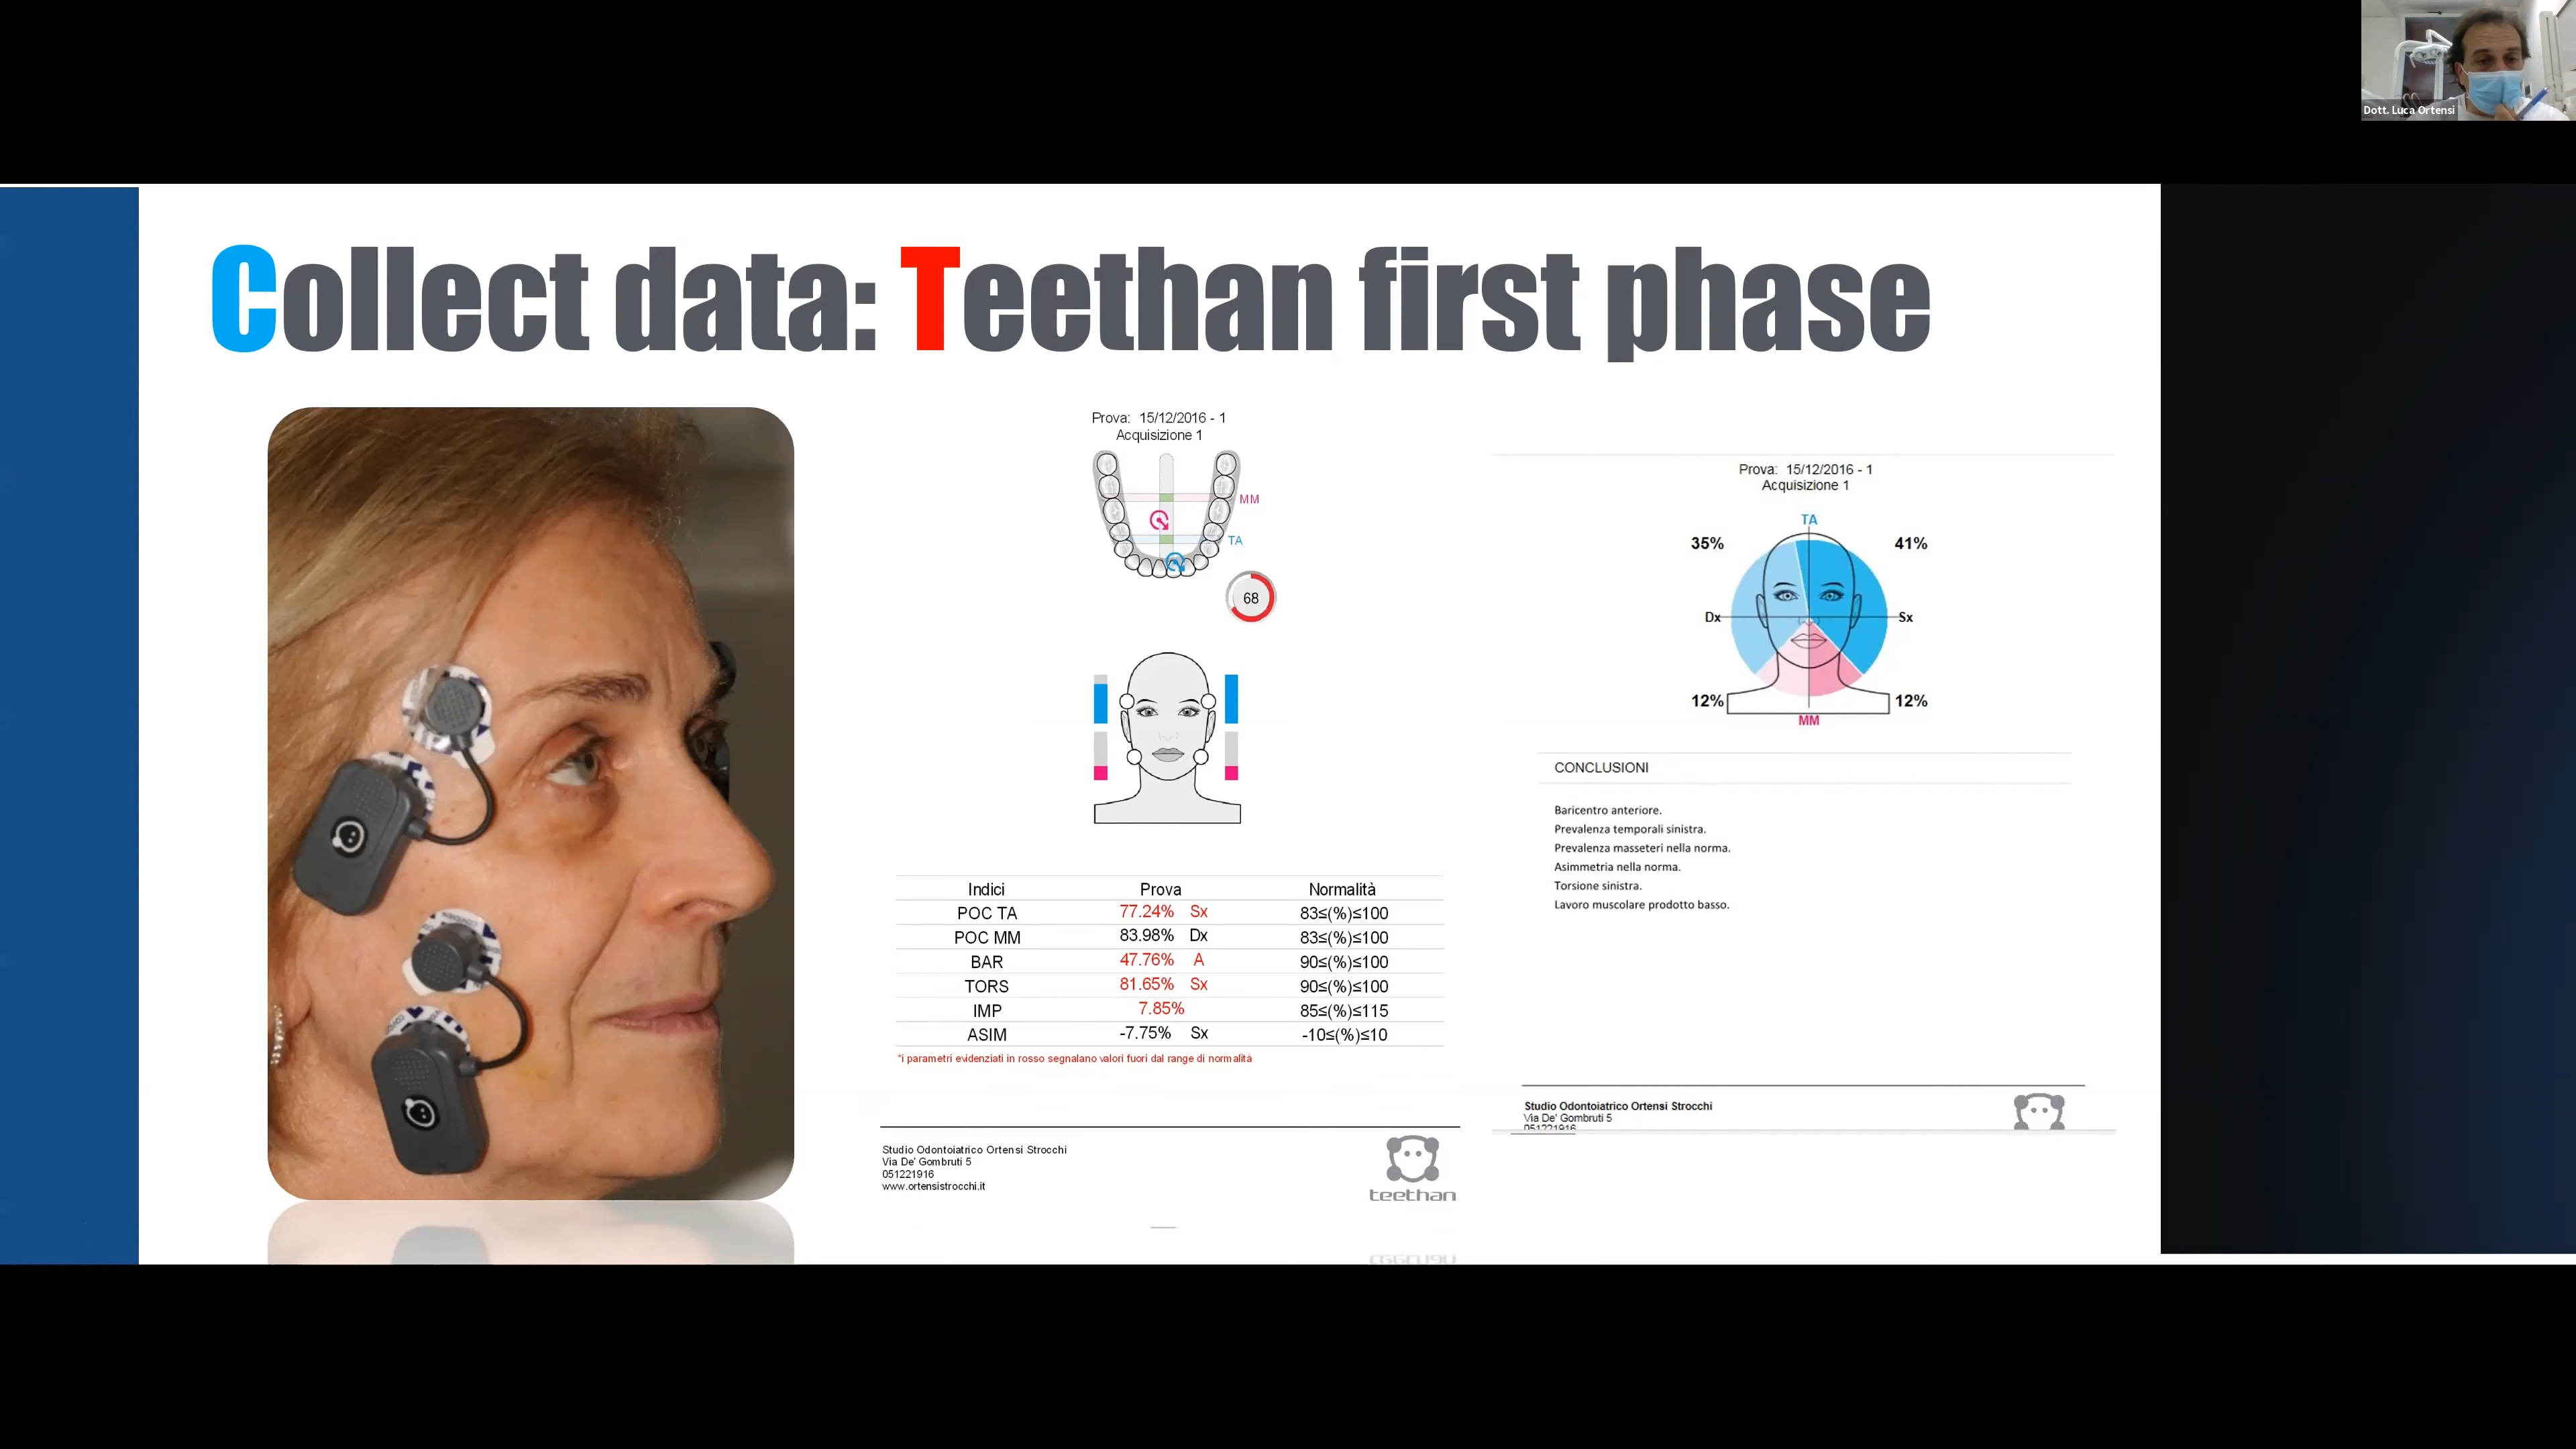 Dott. Luca Ortensi
Collect data: Teethan first phase
Prova: 15/12/2016 - 1
Acquisizione 1
MM
TA
68
Indici Prova Normalità
POC TA 77.24% Sx 83≤(%)≤100
POC MM 83.98% Dx 83≤(%)≤100
BAR 47.76% A 90≤(%)≤100
TORS 81.65% Sx 90≤(%)≤100
IMP 7.85% 85≤(%)≤115
ASIM -7.75% Sx -10≤(%)≤10
*i parametri evidenziati in rosso segnalano valori fuori dal range di normalità
Studio Odontoiatrico Ortensi Strocchi
Via De' Gombruti 5
051221916
www.ortensistrocchi.it
teethan
Prova: 15/12/2016 - 1
Acquisizione 1
TA
35% 41%
Dx Sx
12% 12%
MM
CONCLUSIONI
Baricentro anteriore.
Prevalenza temporali sinistra.
Prevalenza masseteri nella norma.
Asimmetria nella norma.
Torsione sinistra.
Lavoro muscolare prodotto basso.
Studio Odontoiatrico Ortensi Strocchi
Via De' Gombruti 5
051221916